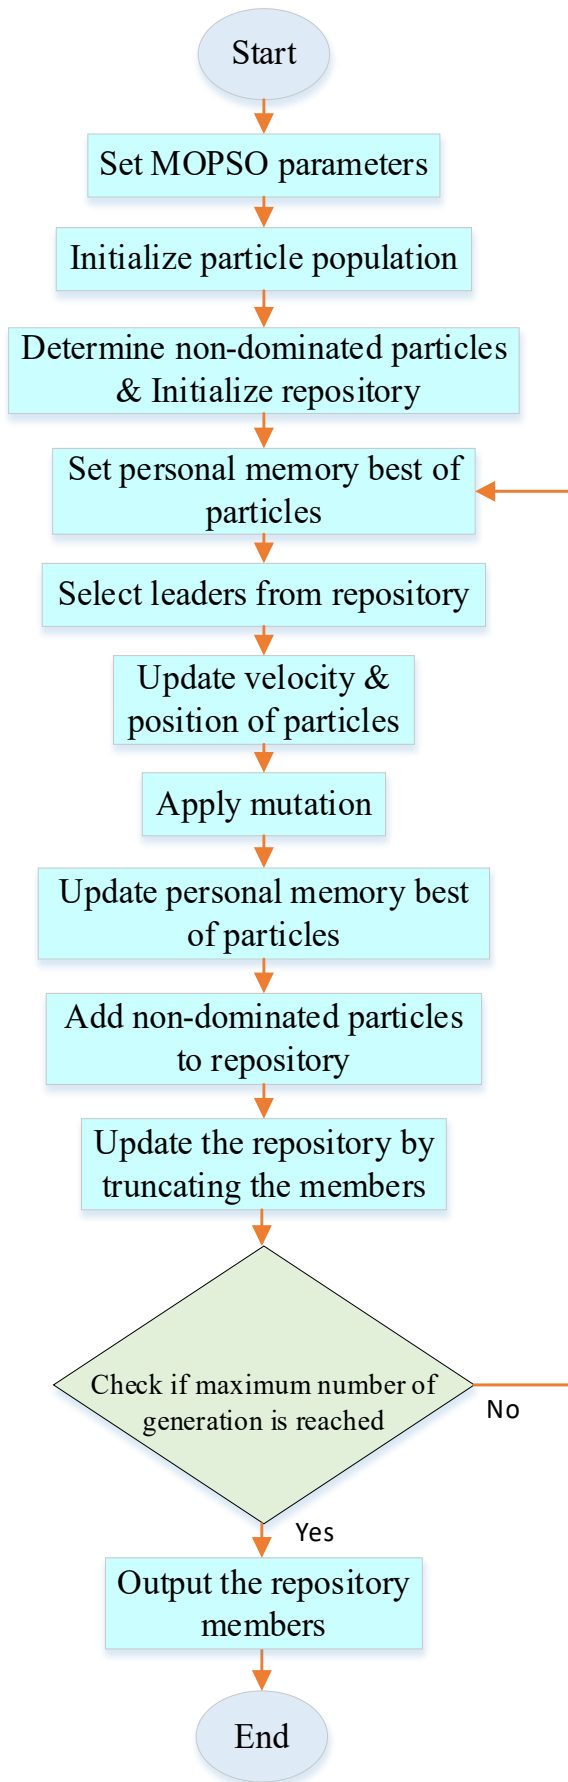 Start
Set MOPSO parameters
Initialize particle population
Determine non-dominated particles
& Initialize repository
Set personal memory best of
particles
Select leaders from repository
Update velocity &
position of particles
Apply mutation
Update personal memory best
of particles
Add non-dominated particles
to repository
Update the repository by
truncating the members
Check if maximum number of
generation is reached
No
Yes
Output the repository
members
End